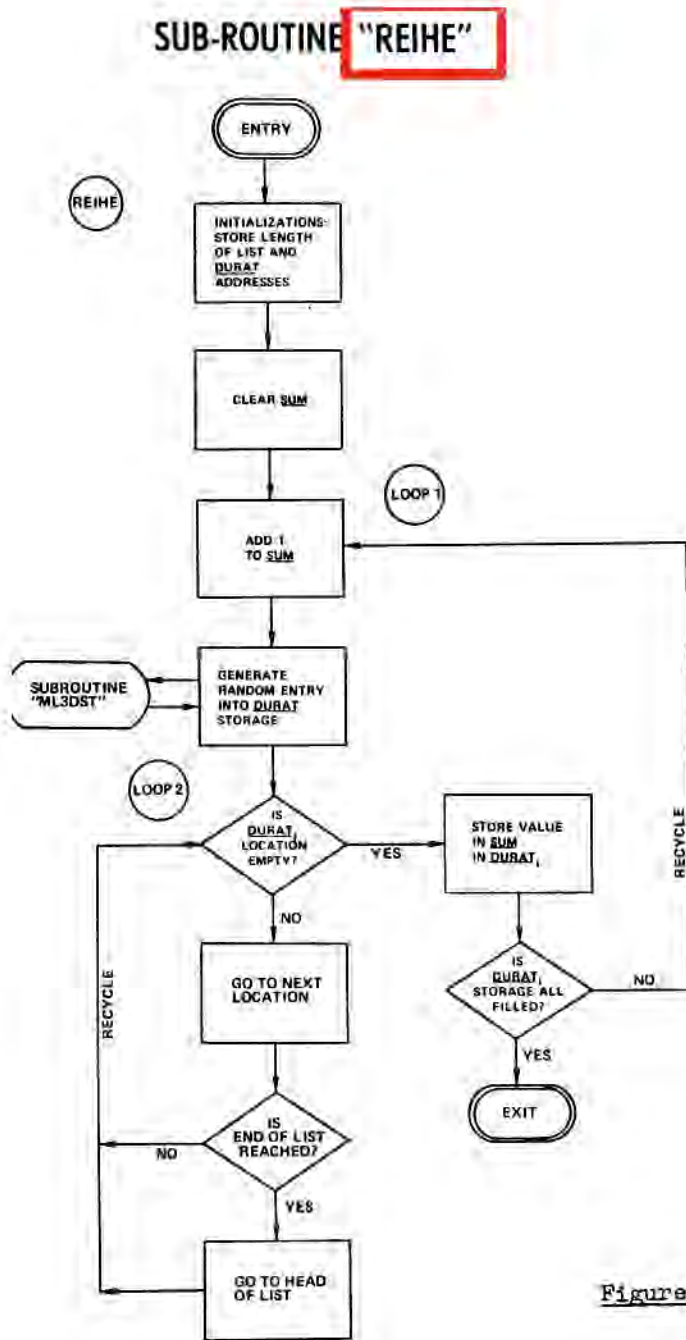 SUB-ROUTINE "REIHE"
ENTRY
REIHE
INITIALIZATIONS:
STORE LENGTH
OF LIST AND
DURAT
ADDRESSES
CLEAR SUM
LOOP 1
ADD 1
TO SUM
SUBROUTINE
"ML3DST"
GENERATE
RANDOM ENTRY
INTO DURAT
STORAGE
LOOP 2
IS
DURATi
LOCATION
EMPTY?
YES
STORE VALUE
IN SUM
IN DURATi
RECYCLE
NO
RECYCLE
GO TO NEXT
LOCATION
IS
DURATi
STORAGE ALL
FILLED?
NO
YES
EXIT
IS
END OF LIST
REACHED?
NO
YES
GO TO HEAD
OF LIST
Figure